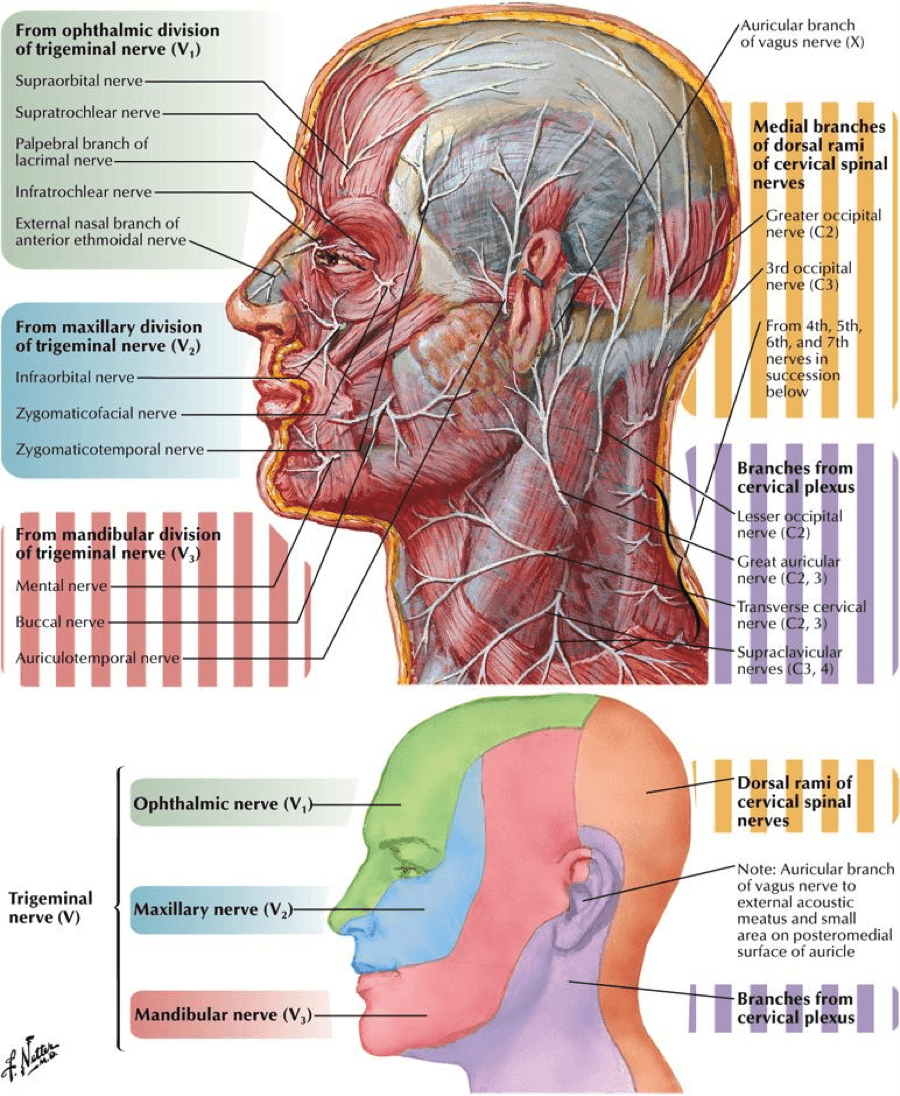 From ophthalmic division
of trigeminal nerve (V₁)
Supraorbital nerve
Supratrochlear nerve
Palpebral branch of
lacrimal nerve
Infratrochlear nerve
External nasal branch of
anterior ethmoidal nerve
From maxillary division
of trigeminal nerve (V₂)
Infraorbital nerve
Zygomaticofacial nerve
Zygomaticotemporal nerve
From mandibular division
of trigeminal nerve (V₃)
Mental nerve
Buccal nerve
Auriculotemporal nerve
Auricular branch
of vagus nerve (X)
Medial branches
of dorsal rami
of cervical spinal
nerves
Greater occipital
nerve (C2)
3rd occipital
nerve (C3)
From 4th, 5th,
6th, and 7th
nerves in
succession
below
Branches from
cervical plexus
Lesser occipital
nerve (C2)
Great auricular
nerve (C2, 3)
Transverse cervical
nerve (C2, 3)
Supraclavicular
nerves (C3, 4)
Trigeminal
nerve (V)
Ophthalmic nerve (V₁)
Maxillary nerve (V₂)
Mandibular nerve (V₃)
Dorsal rami of
cervical spinal
nerves
Note: Auricular branch
of vagus nerve to
external acoustic
meatus and small
area on posteromedial
surface of auricle
Branches from
cervical plexus
F. Netter
M.D.